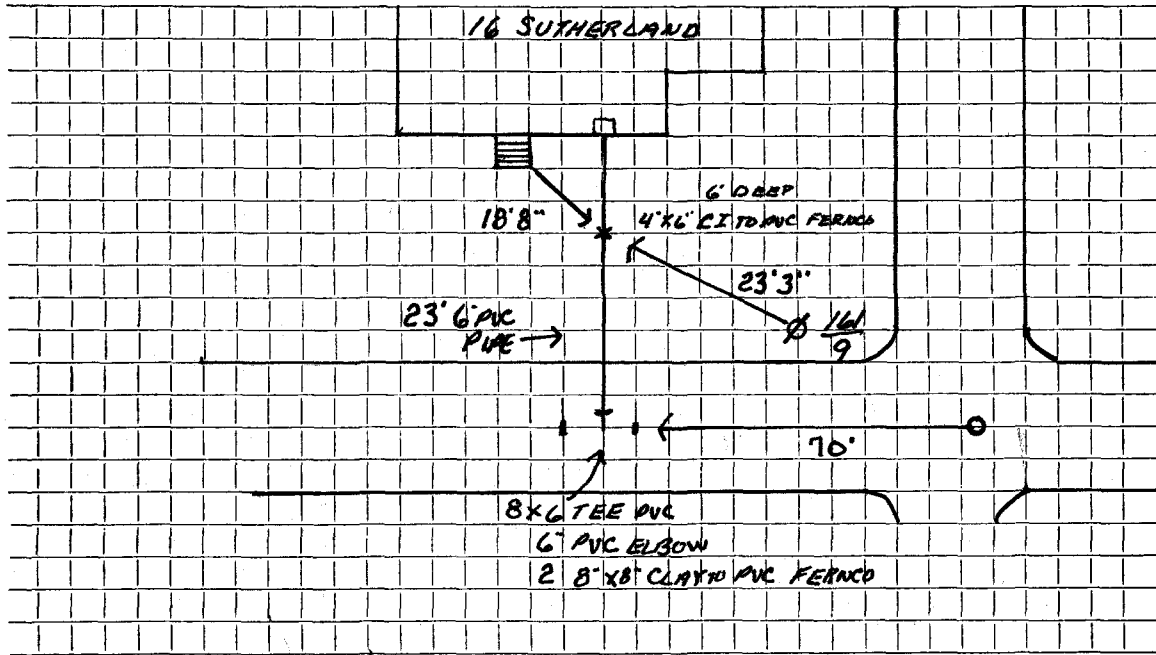 16 SUTHERLAND
6' DEEP
4"X6" CI TO PVC FERNCO
18'8"
23'3"
23' 6" PVC
PIPE
161
9
70'
8X6 TEE PVC
6" PVC ELBOW
2 8"X8" CLAY TO PVC FERNCO